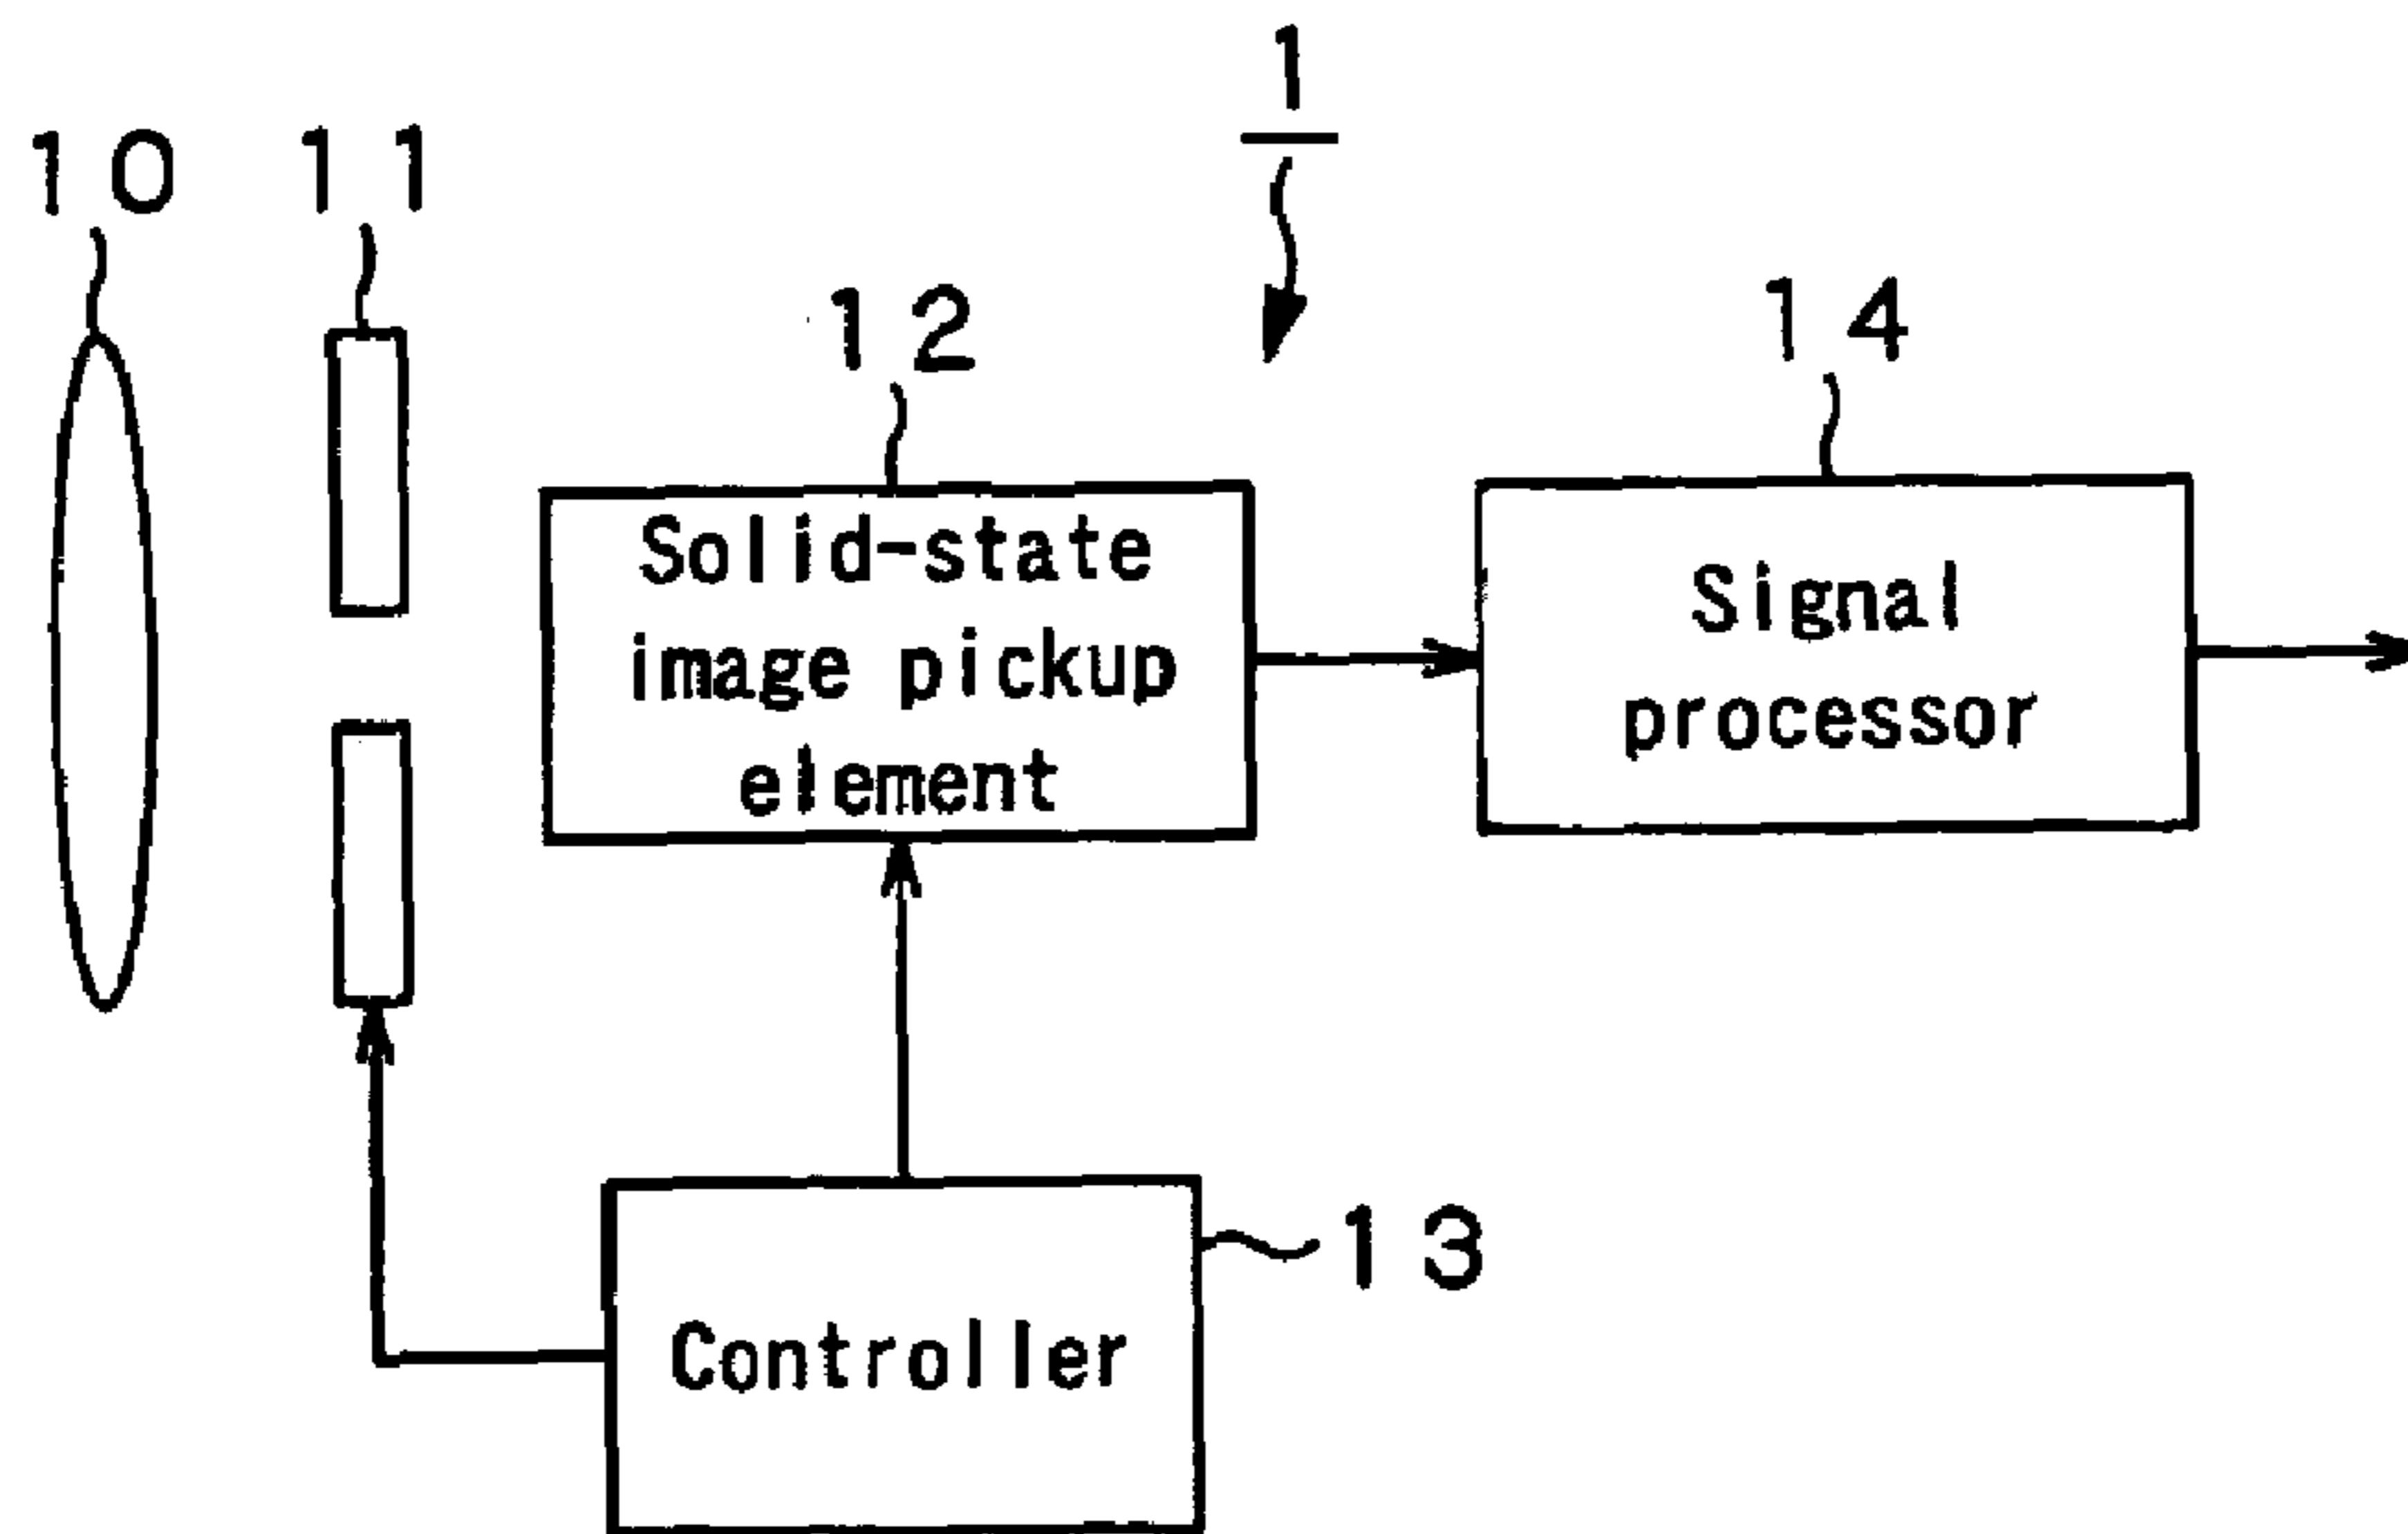 1
10
11
12
14
Solid-state
image pickup
element
Signal
processor
13
Controller